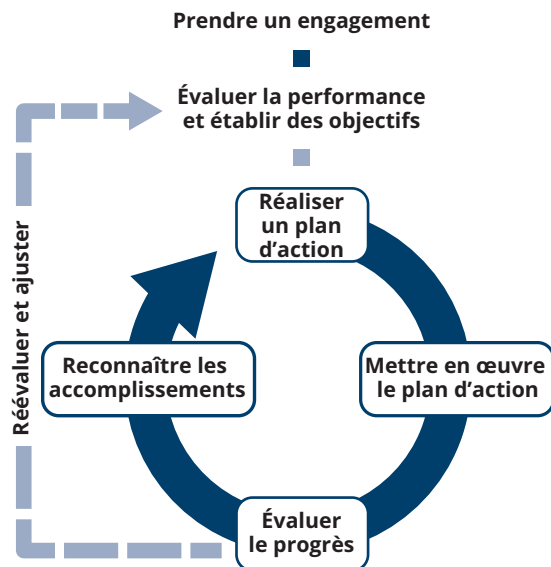 Prendre un engagement
Évaluer la performance
et établir des objectifs
Réaliser
un plan
d’action
Mettre en œuvre
le plan d’action
Évaluer
le progrès
Reconnaître les
accomplissements
Réévaluer et ajuster